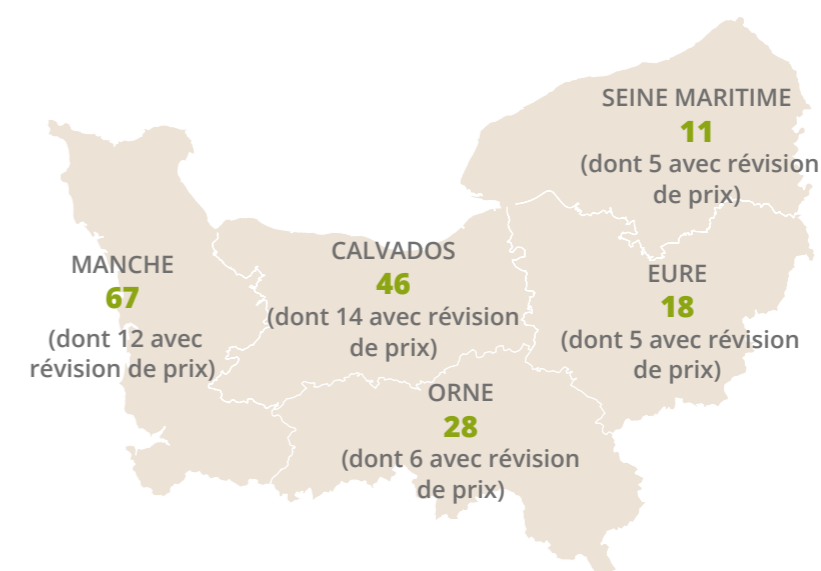 SEINE MARITIME
11
(dont 5 avec révision
de prix)
MANCHE
67
(dont 12 avec
révision de prix)
CALVADOS
46
(dont 14 avec révision
de prix)
EURE
18
(dont 5 avec révision
de prix)
ORNE
28
(dont 6 avec révision
de prix)